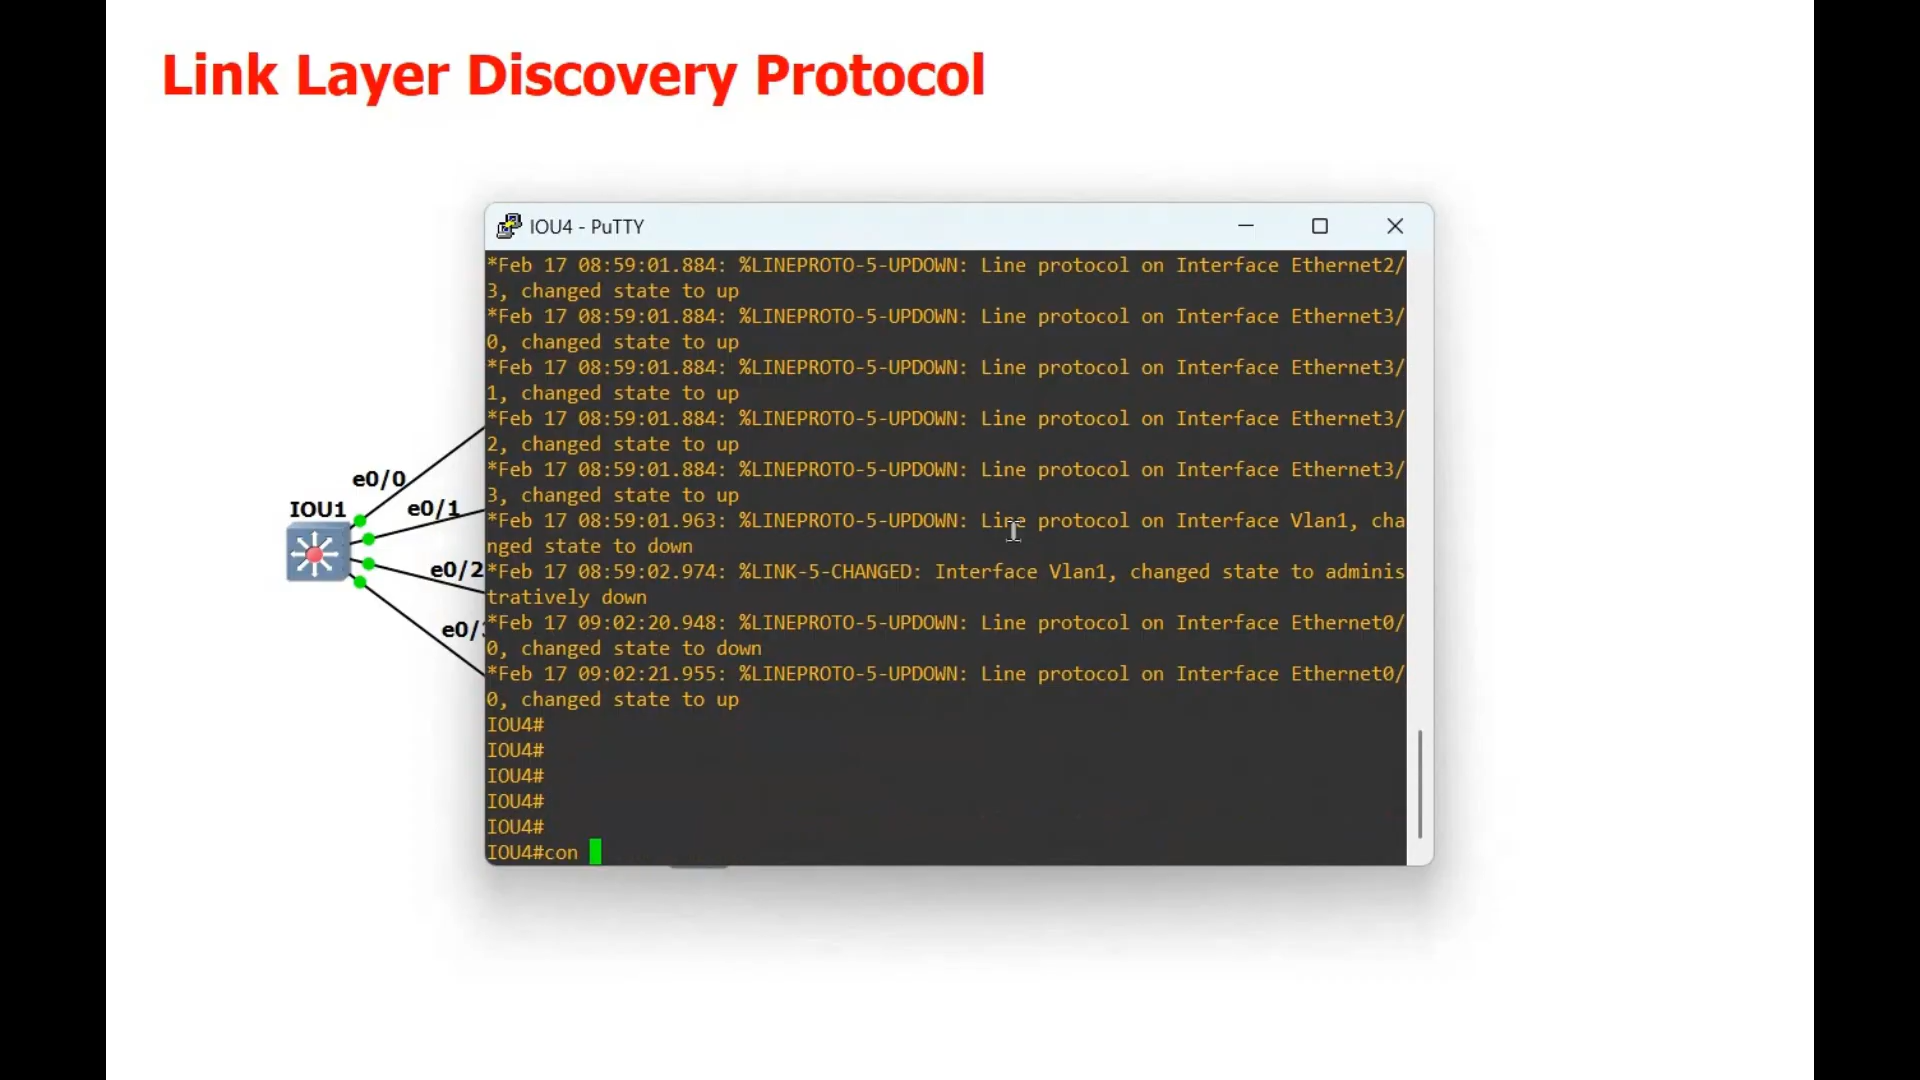 Link Layer Discovery Protocol
IOU4 - PuTTY
*Feb 17 08:59:01.884: %LINEPROTO-5-UPDOWN: Line protocol on Interface Ethernet2/
3, changed state to up
*Feb 17 08:59:01.884: %LINEPROTO-5-UPDOWN: Line protocol on Interface Ethernet3/
0, changed state to up
*Feb 17 08:59:01.884: %LINEPROTO-5-UPDOWN: Line protocol on Interface Ethernet3/
1, changed state to up
*Feb 17 08:59:01.884: %LINEPROTO-5-UPDOWN: Line protocol on Interface Ethernet3/
2, changed state to up
*Feb 17 08:59:01.884: %LINEPROTO-5-UPDOWN: Line protocol on Interface Ethernet3/
3, changed state to up
*Feb 17 08:59:01.963: %LINEPROTO-5-UPDOWN: Line protocol on Interface Vlan1, cha
nged state to down
*Feb 17 08:59:02.974: %LINK-5-CHANGED: Interface Vlan1, changed state to adminis
tratively down
*Feb 17 09:02:20.948: %LINEPROTO-5-UPDOWN: Line protocol on Interface Ethernet0/
0, changed state to down
*Feb 17 09:02:21.955: %LINEPROTO-5-UPDOWN: Line protocol on Interface Ethernet0/
0, changed state to up
IOU4#
IOU4#
IOU4#
IOU4#
IOU4#
IOU4#con
e0/0
IOU1
e0/1
e0/2
e0/